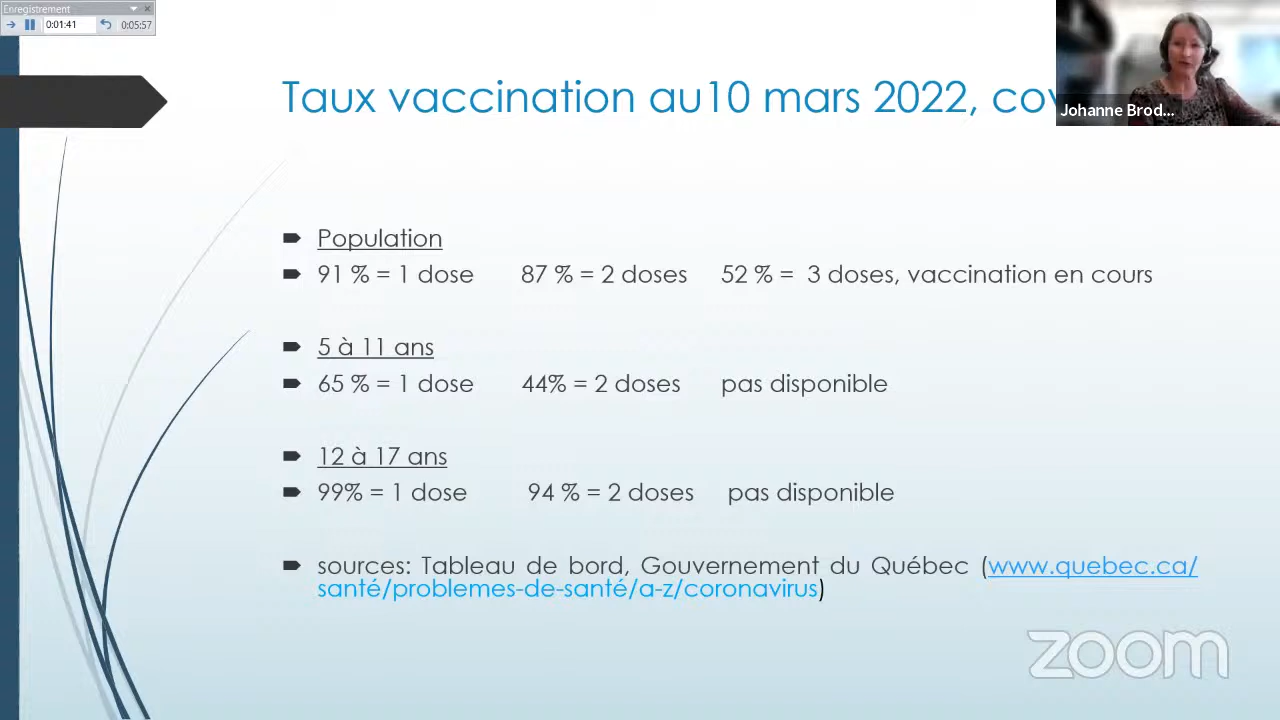 Enregistrement
0:01:41
0:05:57
Taux vaccination au10 mars 2022, cov
Johanne Brod...
Population
91 % = 1 dose 87 % = 2 doses 52 % = 3 doses, vaccination en cours
5 à 11 ans
65 % = 1 dose 44% = 2 doses pas disponible
12 à 17 ans
99% = 1 dose 94 % = 2 doses pas disponible
sources: Tableau de bord, Gouvernement du Québec (www.quebec.ca/
santé/problemes-de-santé/a-z/coronavirus)
zoom